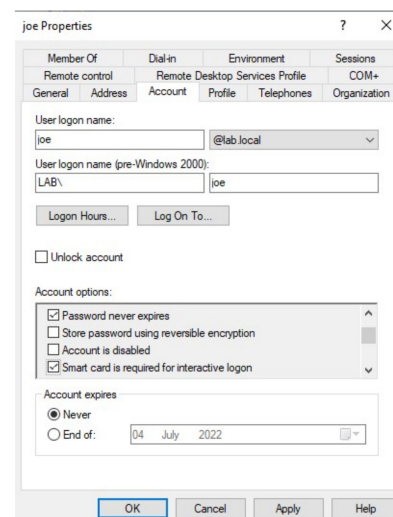 joe Properties ? X
Member Of Dial-in Environment Sessions
Remote control Remote Desktop Services Profile COM+
General Address Account Profile Telephones Organization
User logon name:
joe @lab.local
User logon name (pre-Windows 2000):
LAB\ joe
Logon Hours... Log On To...
Unlock account
Account options:
Password never expires
Store password using reversible encryption
Account is disabled
Smart card is required for interactive logon
Account expires
Never
End of: 04 July 2022
OK Cancel Apply Help